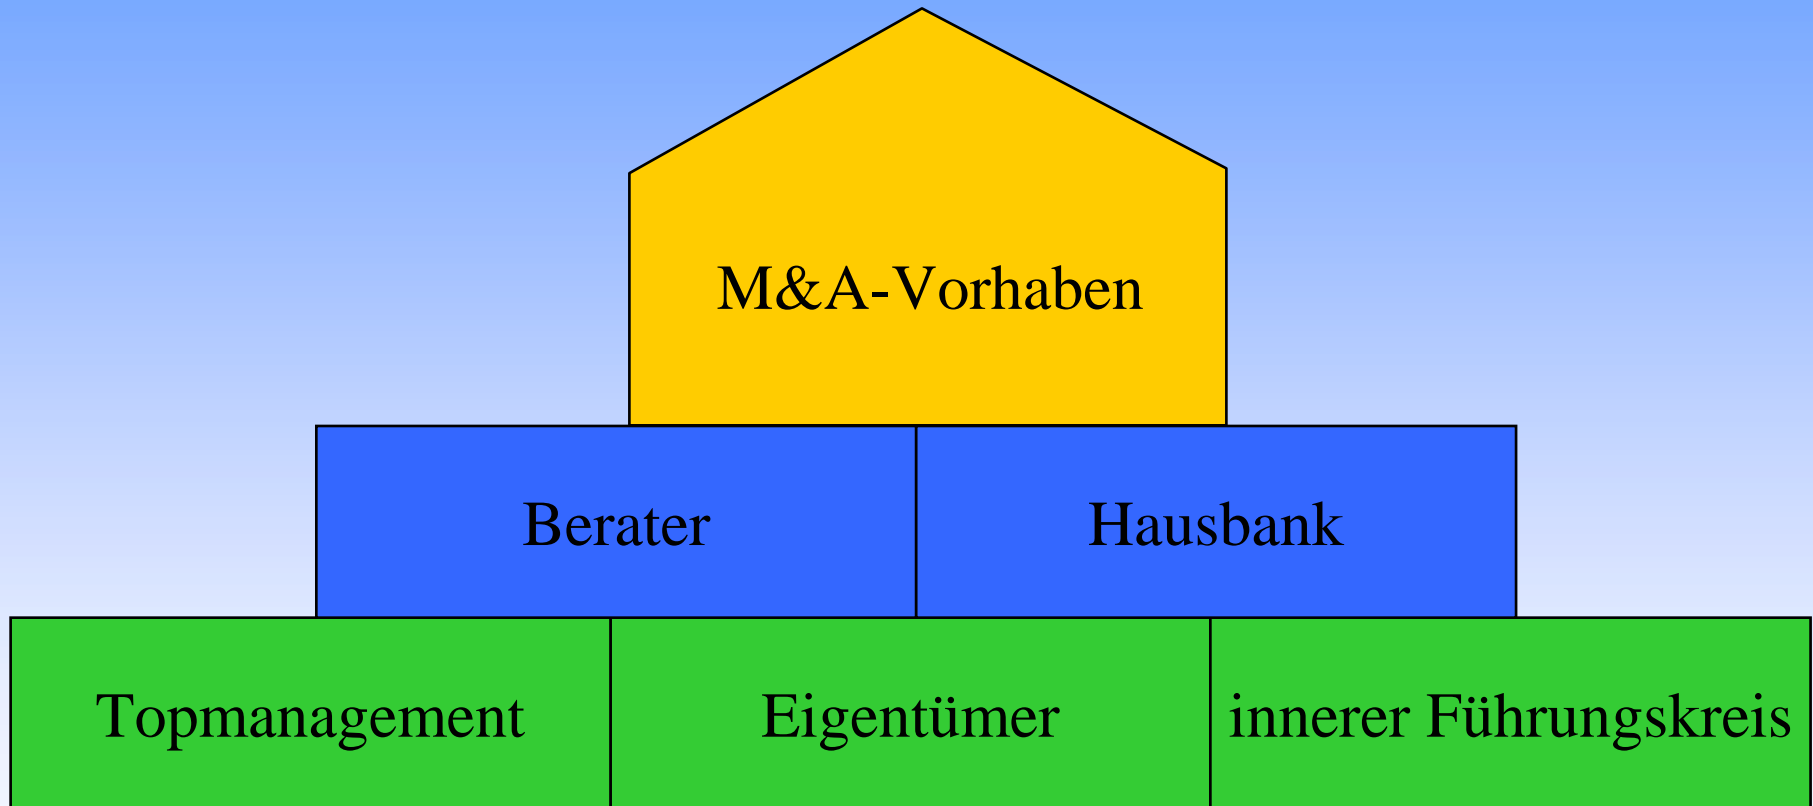 M&A-Vorhaben
Berater
Hausbank
Topmanagement
Eigentümer
innerer Führungskreis